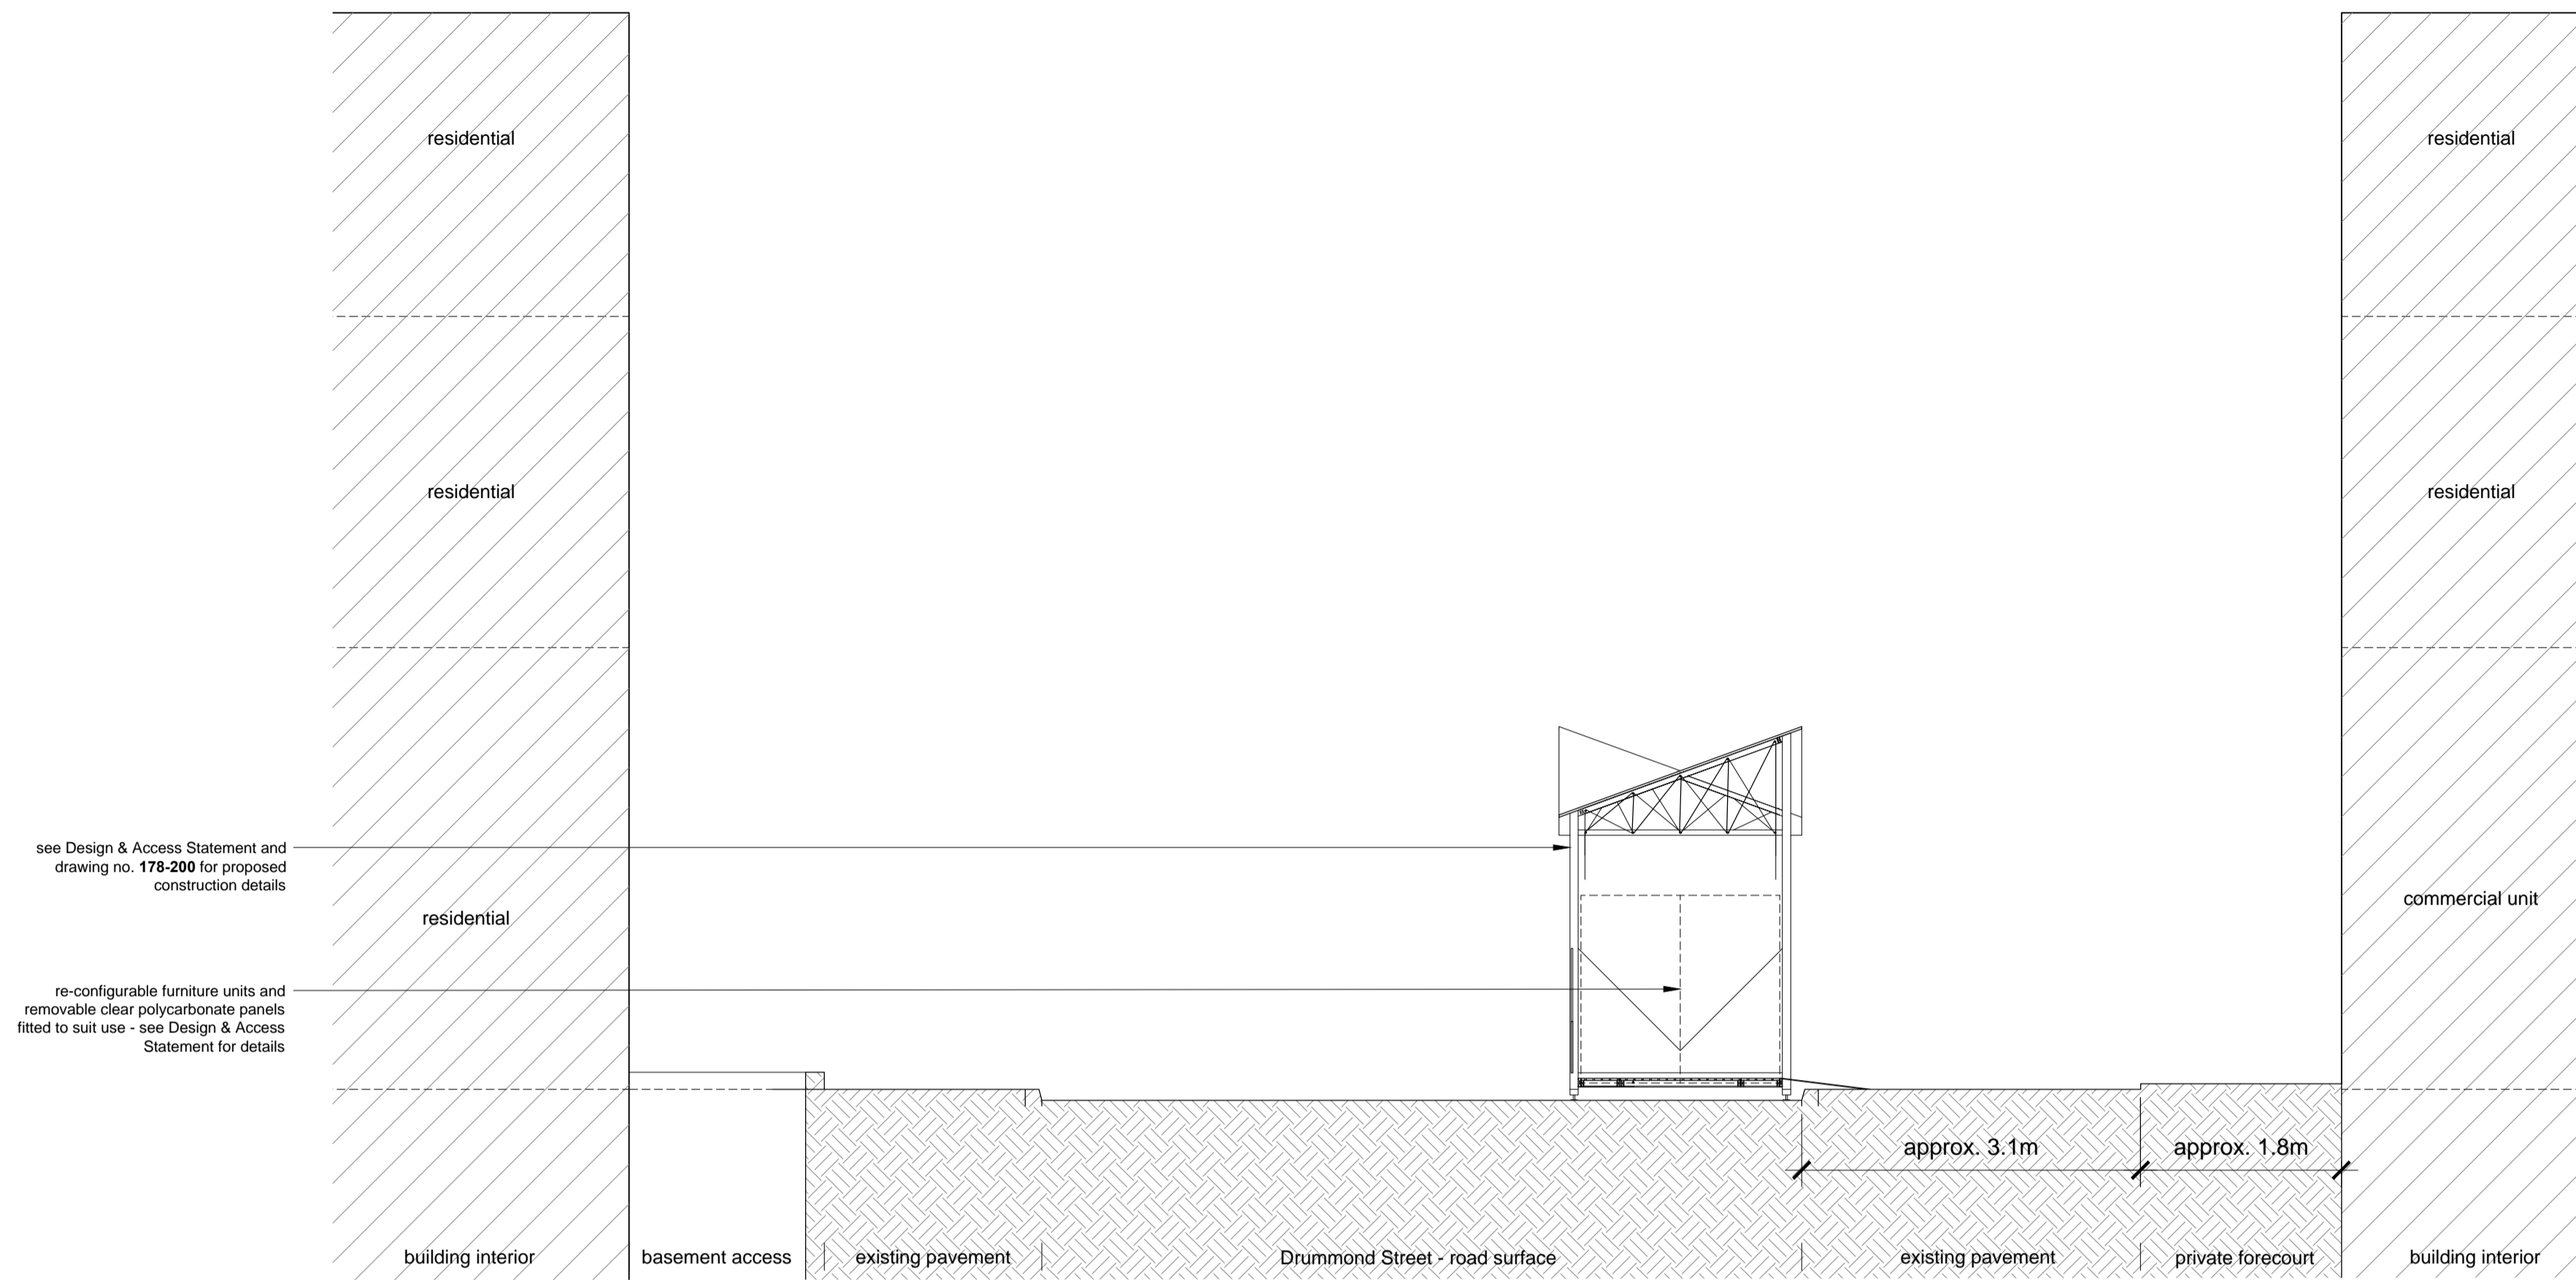 residential
residential
residential
residential
see Design & Access Statement and
drawing no. 178-200 for proposed
construction details
residential
commercial unit
re-configurable furniture units and
removable clear polycarbonate panels
fitted to suit use - see Design & Access
Statement for details
approx. 3.1m
approx. 1.8m
building interior
basement access
existing pavement
Drummond Street - road surface
existing pavement
private forecourt
building interior